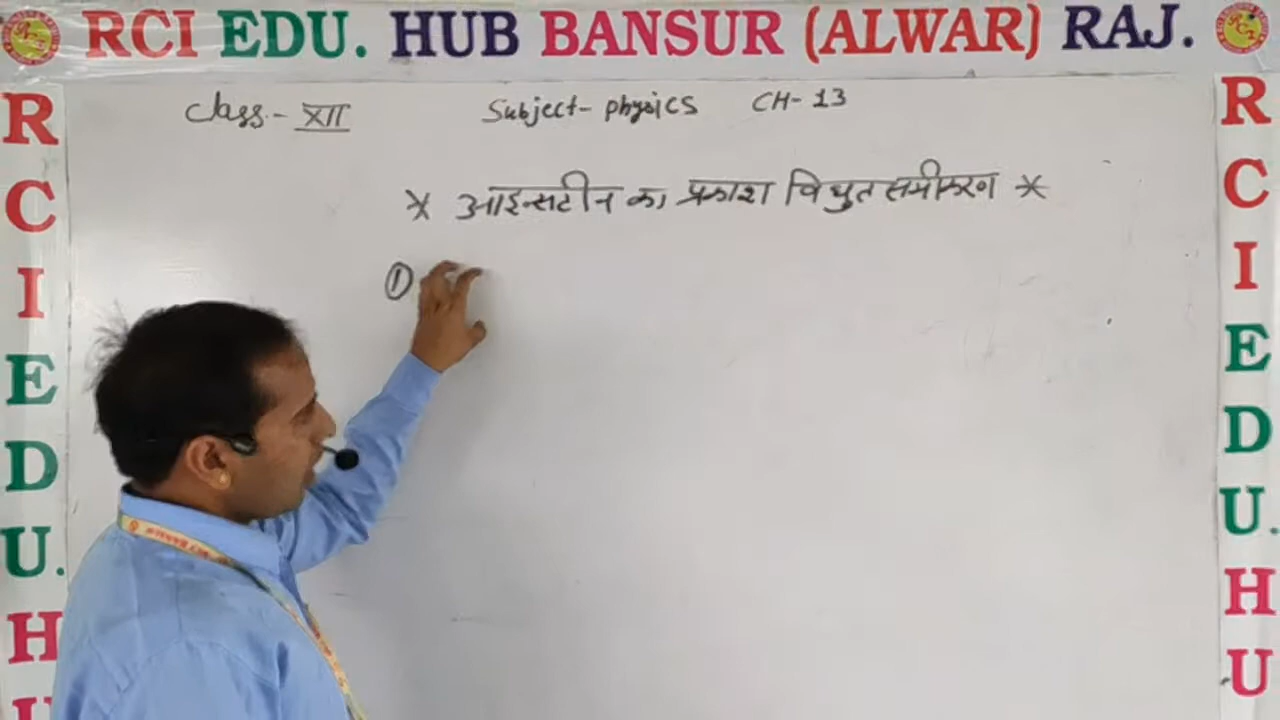 RCI EDU. HUB BANSUR (ALWAR) RAJ.
Class - XII Subject - physics CH - 13
* आइन्सटीन का प्रकाश विधुत समीकरण *
①
R
C
I
E
D
U.
H
U
R
C
I
E
D
U.
H
U